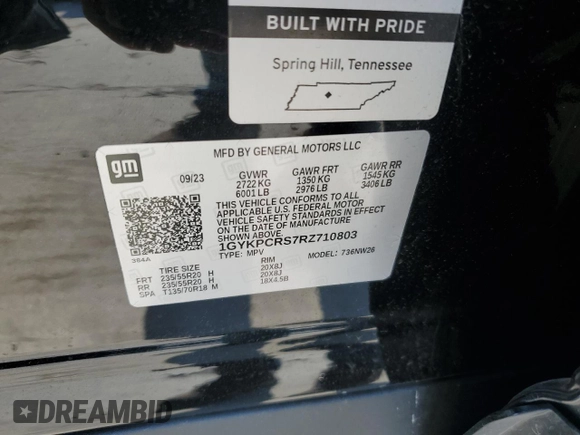 BUILT WITH PRIDE
Spring Hill, Tennessee
MFD BY GENERAL MOTORS LLC
gm
09/23 GVWR GAWR FRT GAWR RR
2722 KG 1350 KG 1545 KG
6001 LB 2976 LB 3406 LB
THIS VEHICLE CONFORMS TO ALL
APPLICABLE U.S. FEDERAL MOTOR
VEHICLE SAFETY STANDARDS IN EFFECT
ON THE DATE OF MANUFACTURE
SHOWN ABOVE.
1GYKPCRS7RZ710803
TYPE: MPV MODEL: 736NW26
384A
TIRE SIZE RIM
FRT 235/55R20 H 20X8J
RR 235/55R20 H 20X8J
SPA T135/70R18 M 18X4.5B
DREAMBID